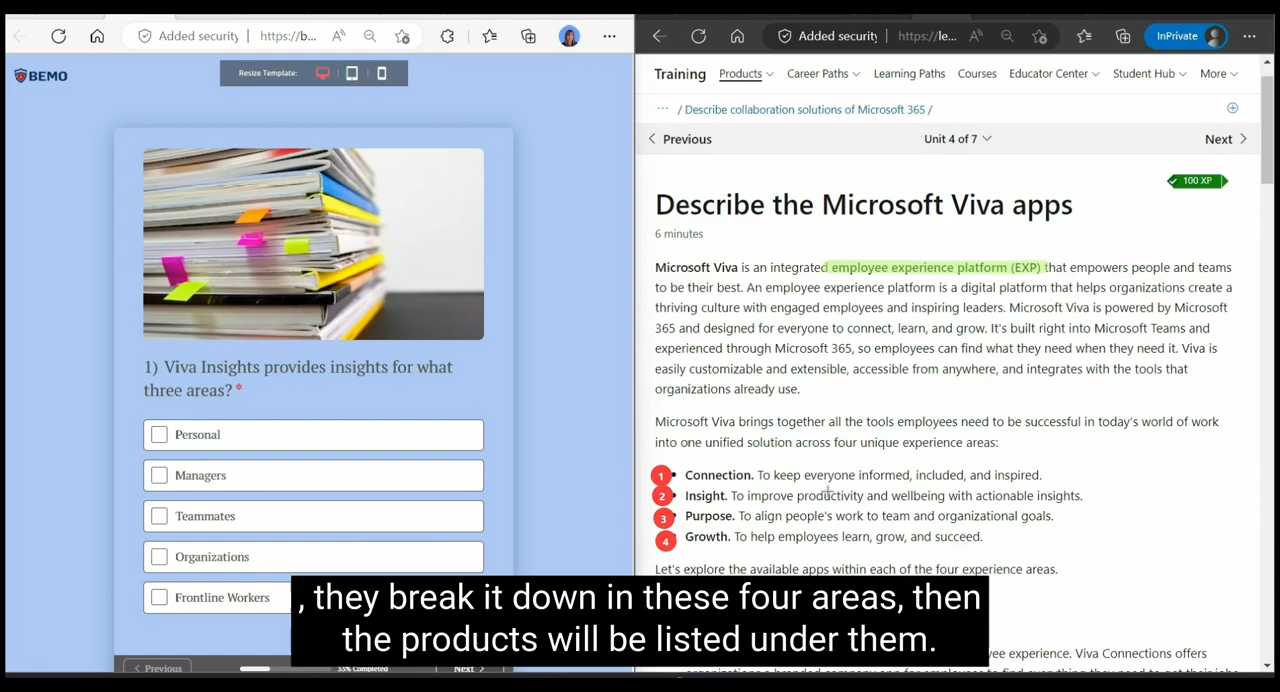 Added security
https://b...
BEMO
Resize Template:
1) Viva Insights provides insights for what
three areas? *
Personal
Managers
Teammates
Organizations
Frontline Workers
Previous
33% Completed
Next
Added security
https://le...
InPrivate
Training
Products
Career Paths
Learning Paths
Courses
Educator Center
Student Hub
More
... / Describe collaboration solutions of Microsoft 365 /
Previous
Unit 4 of 7
Next
100 XP
Describe the Microsoft Viva apps
6 minutes
Microsoft Viva is an integrated employee experience platform (EXP) that empowers people and teams
to be their best. An employee experience platform is a digital platform that helps organizations create a
thriving culture with engaged employees and inspiring leaders. Microsoft Viva is powered by Microsoft
365 and designed for everyone to connect, learn, and grow. It's built right into Microsoft Teams and
experienced through Microsoft 365, so employees can find what they need when they need it. Viva is
easily customizable and extensible, accessible from anywhere, and integrates with the tools that
organizations already use.
Microsoft Viva brings together all the tools employees need to be successful in today's world of work
into one unified solution across four unique experience areas:
1 • Connection. To keep everyone informed, included, and inspired.
2 • Insight. To improve productivity and wellbeing with actionable insights.
3 • Purpose. To align people's work to team and organizational goals.
4 • Growth. To help employees learn, grow, and succeed.
Let's explore the available apps within each of the four experience areas.
experience. Viva Connections offers
, they break it down in these four areas, then
the products will be listed under them.